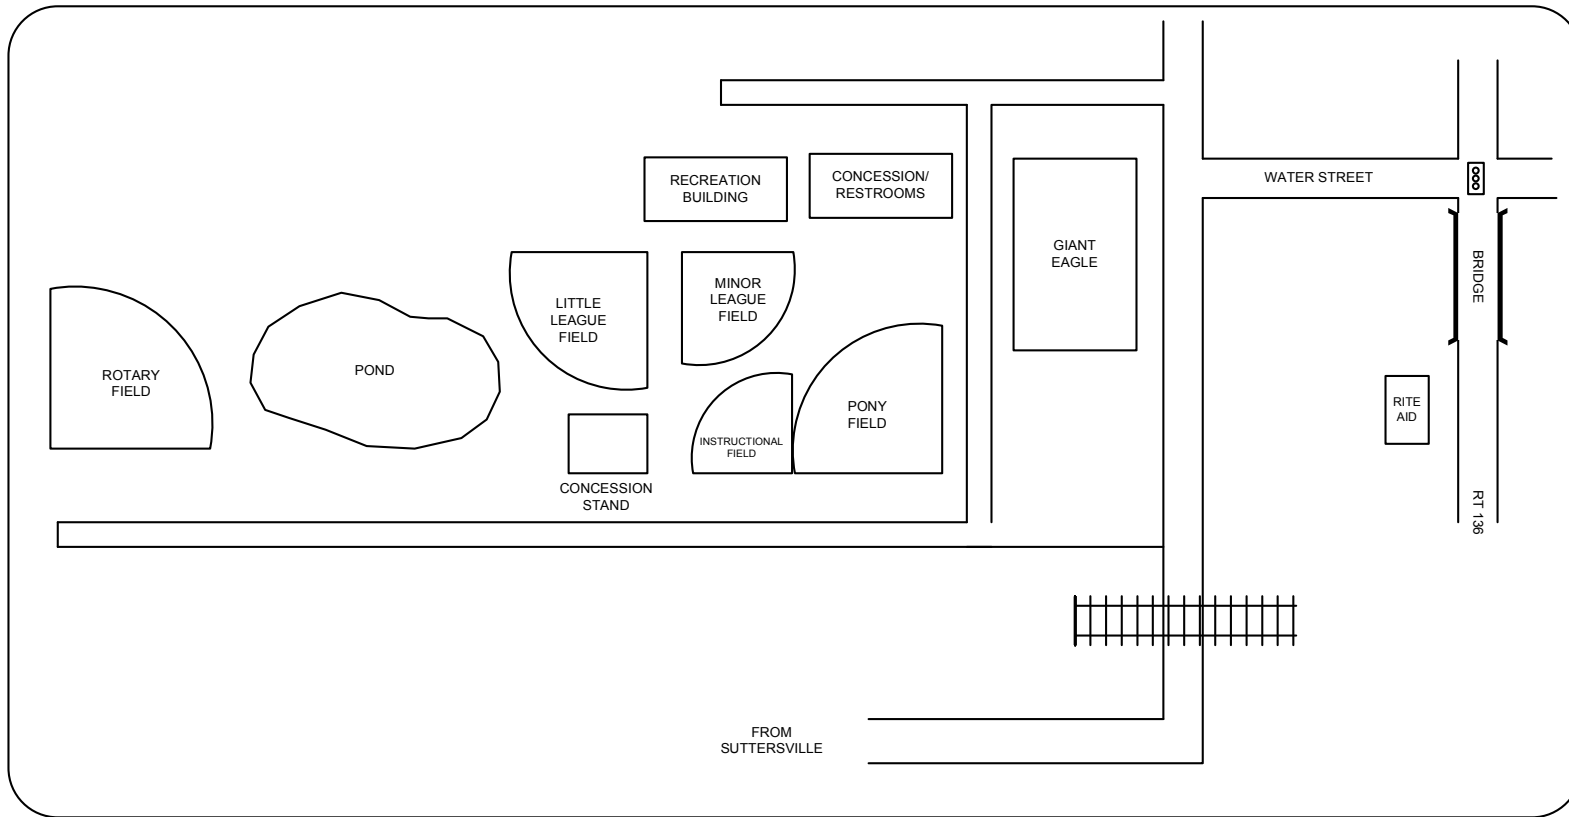 RECREATION
BUILDING
CONCESSION/
RESTROOMS
WATER STREET
GIANT
EAGLE
BRIDGE
LITTLE
LEAGUE
FIELD
MINOR
LEAGUE
FIELD
ROTARY
FIELD
POND
PONY
FIELD
RITE
AID
INSTRUCTIONAL
FIELD
CONCESSION
STAND
RT 136
FROM
SUTTERSVILLE